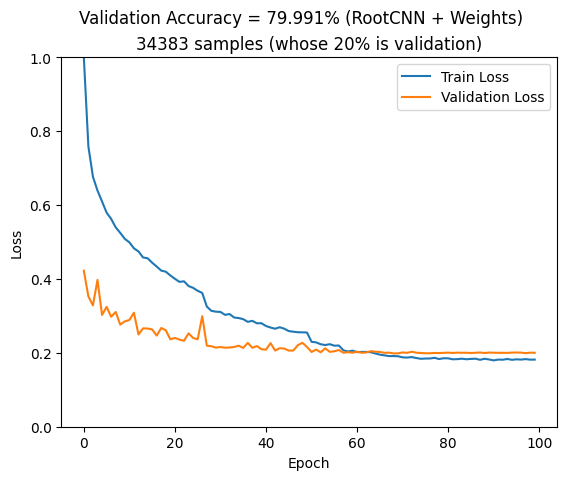 Validation Accuracy = 79.991% (RootCNN + Weights)
34383 samples (whose 20% is validation)
1.0
0.8
0.6
0.4
0.2
0.0
Loss
Train Loss
Validation Loss
0
20
40
60
80
100
Epoch